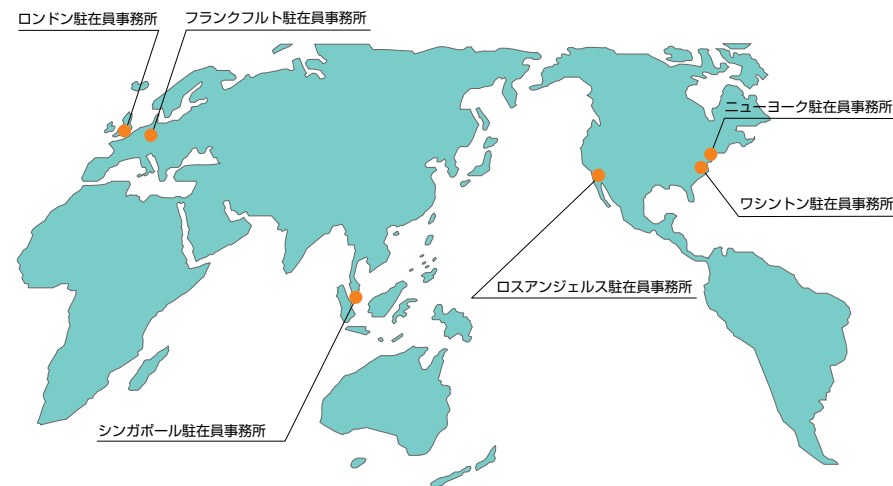 ロンドン駐在員事務所
フランクフルト駐在員事務所
ニューヨーク駐在員事務所
ワシントン駐在員事務所
ロスアンジェルス駐在員事務所
シンガポール駐在員事務所